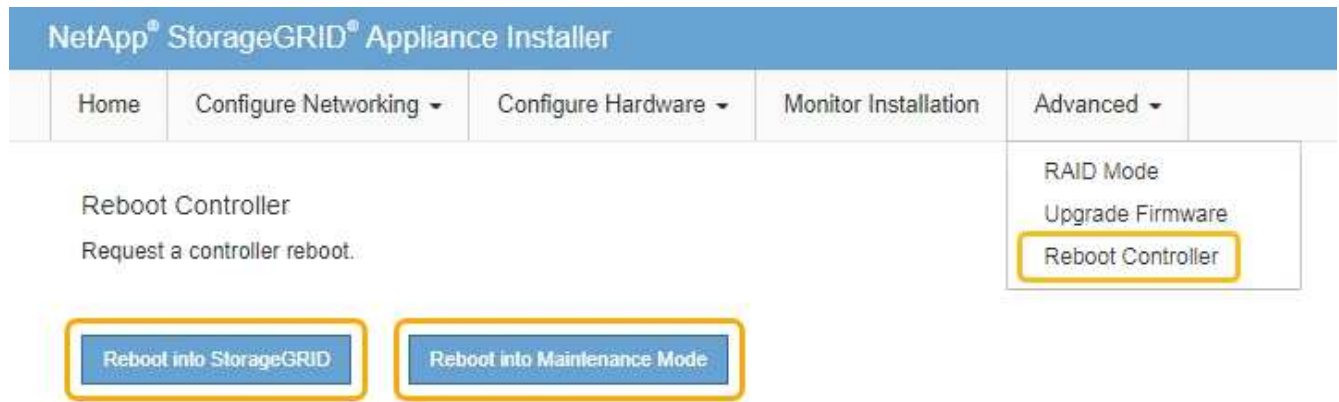 NetApp® StorageGRID® Appliance Installer
Home
Configure Networking
Configure Hardware
Monitor Installation
Advanced
RAID Mode
Upgrade Firmware
Reboot Controller
Reboot Controller
Request a controller reboot.
Reboot into StorageGRID
Reboot into Maintenance Mode